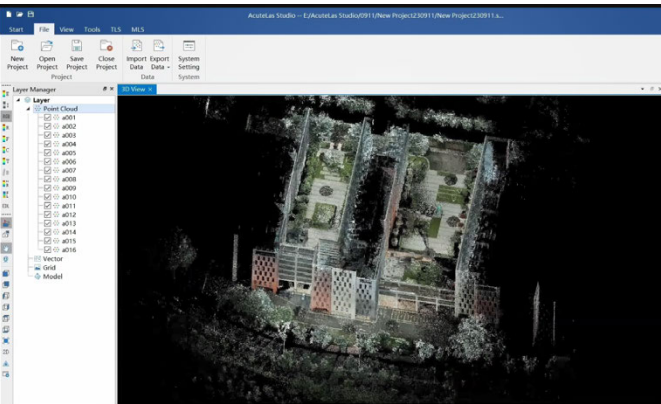 AcuteLas Studio -- E:/AcuteLas Studio/0911/New Project230911/New Project230911.s...
Start File View Tools TLS MLS
New Project Open Project Save Project Close Project Import Data Export Data System Setting
Project Data System
Layer Manager
3D View
Layer
Point Cloud
a001
a002
a003
a004
a005
a006
a007
a008
a009
a010
a011
a012
a013
a014
a015
a016
Vector
Grid
Model
2D